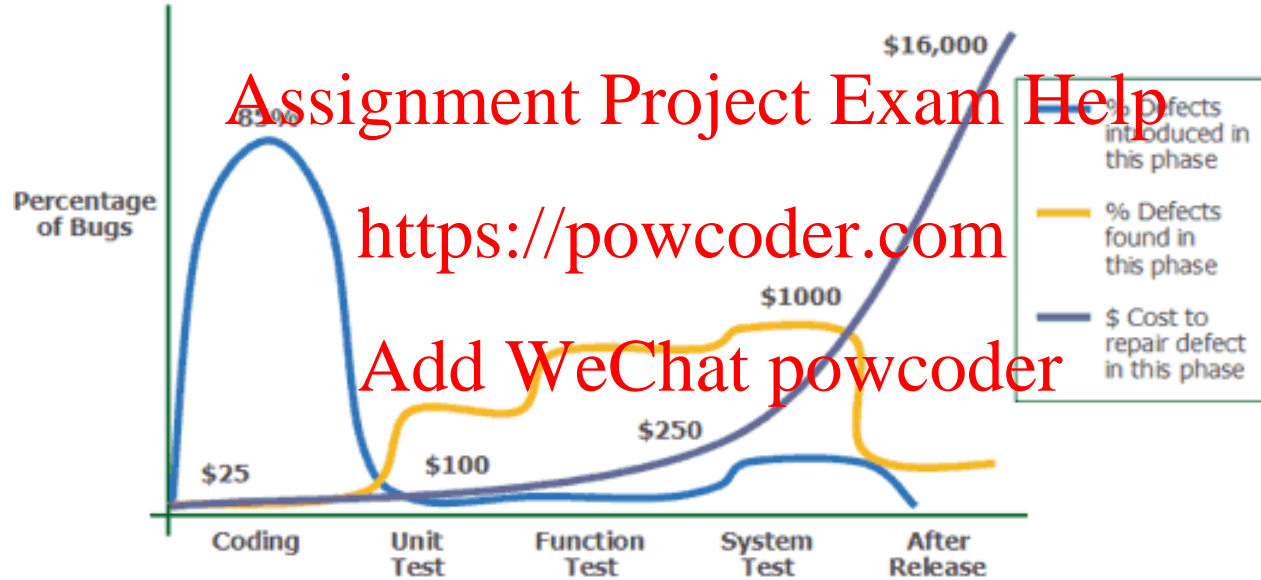 $16,000
Assignment Project Exam Help
85%
% Defects
introduced in
this phase
Percentage
of Bugs
https://powcoder.com
% Defects
found in
this phase
$1000
$ Cost to
repair defect
in this phase
Add WeChat powcoder
$250
$100
$25
Coding
Unit
Test
Function
Test
System
Test
After
Release